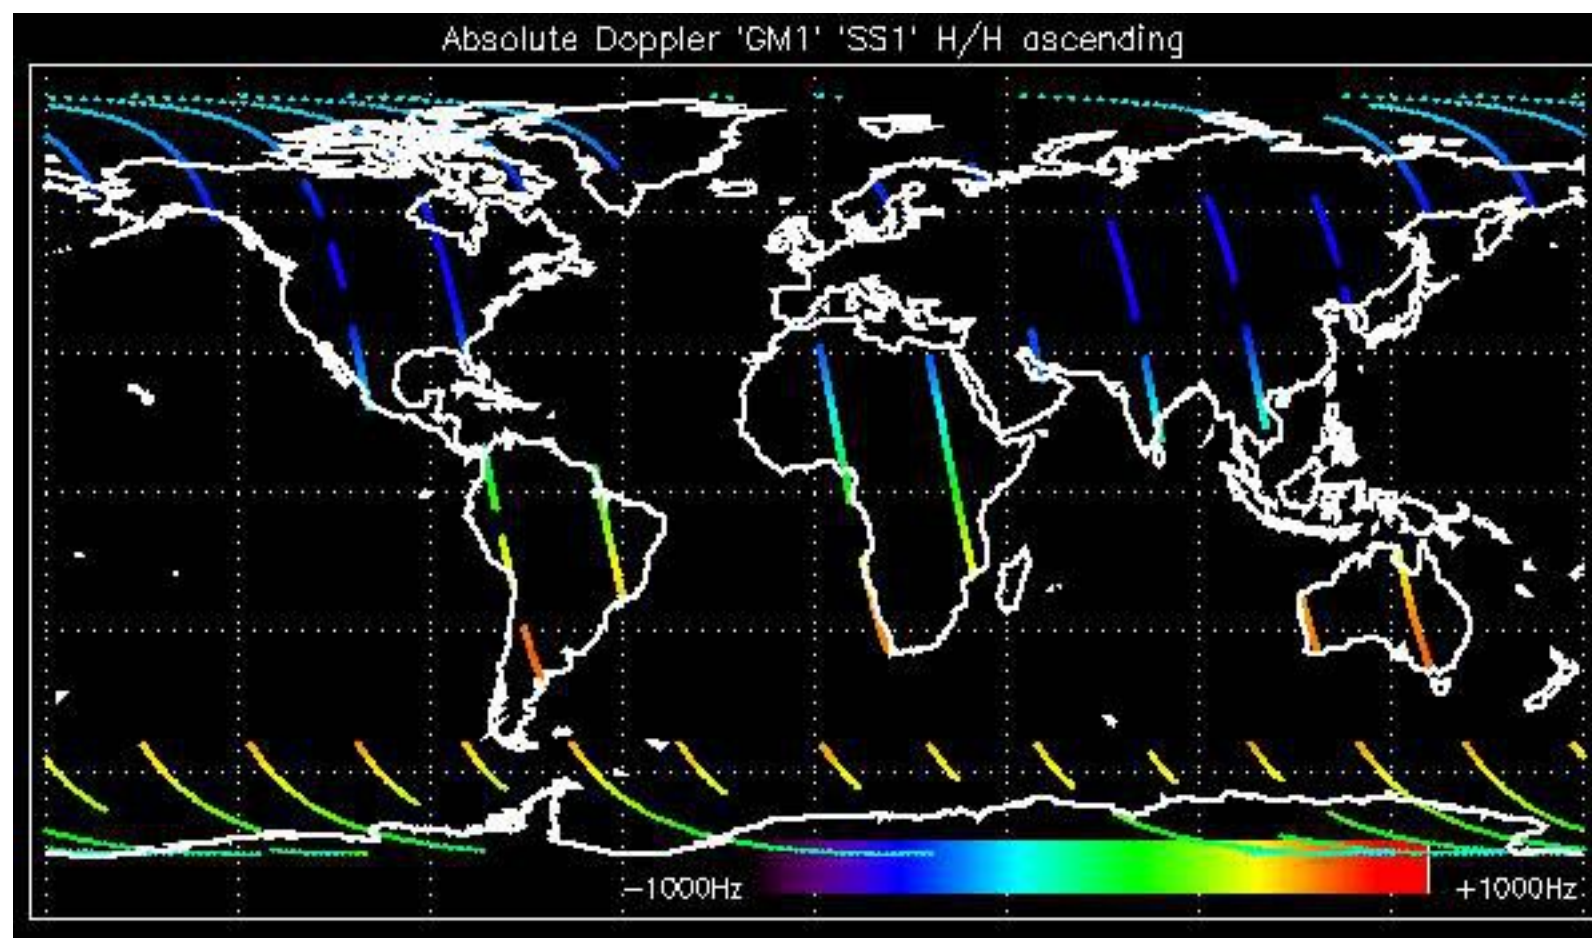 Absolute Doppler 'GM1' 'SS1' H/H ascending
-1000Hz
+1000Hz